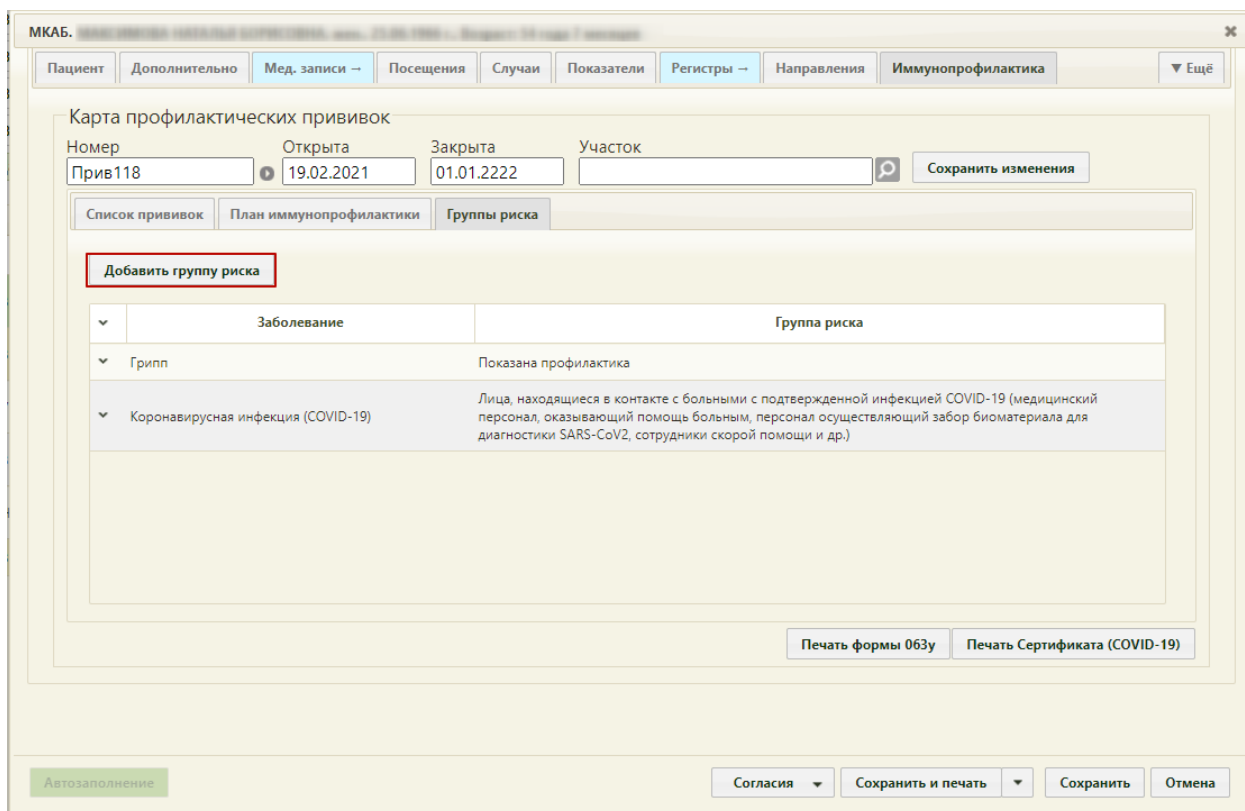 МКАБ.
Пациент Дополнительно Мед. записи → Посещения Случаи Показатели Регистры → Направления Иммунопрофилактика ▼ Ещё
Карта профилактических прививок
Номер Открыта Закрыта Участок
Прив118 19.02.2021 01.01.2222 Сохранить изменения
Список прививок План иммунопрофилактики Группы риска
Добавить группу риска
Заболевание Группа риска
Грипп Показана профилактика
Лица, находящиеся в контакте с больными с подтвержденной инфекцией COVID-19 (медицинский
Коронавирусная инфекция (COVID-19) персонал, оказывающий помощь больным, персонал осуществляющий забор биоматериала для
диагностики SARS-CoV2, сотрудники скорой помощи и др.)
Печать формы 063у Печать Сертификата (COVID-19)
Автозаполнение Согласия Сохранить и печать Сохранить Отмена